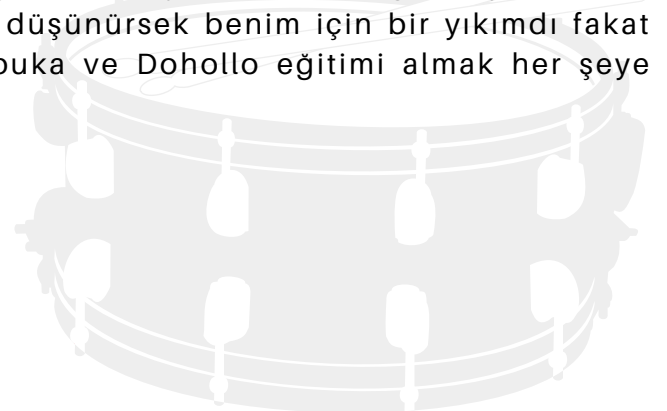 düşünürsek benim için bir yıkımdı fakat
ve Dohollo eğitimi almak her şeye